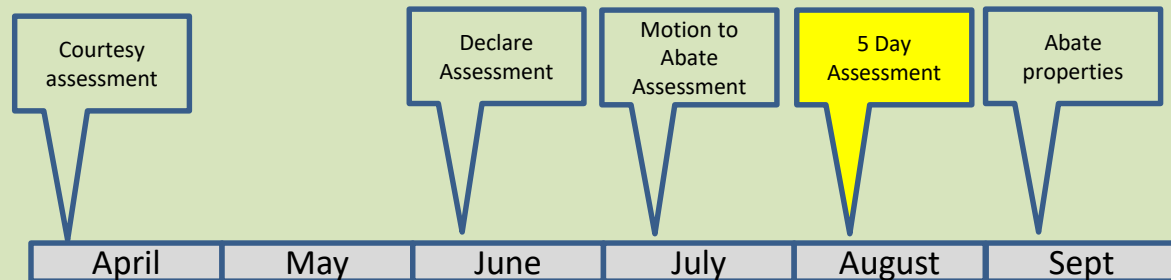 Courtesy
assessment
Declare
Assessment
Motion to
Abate
Assessment
5 Day
Assessment
Abate
properties
April
May
June
July
August
Sept